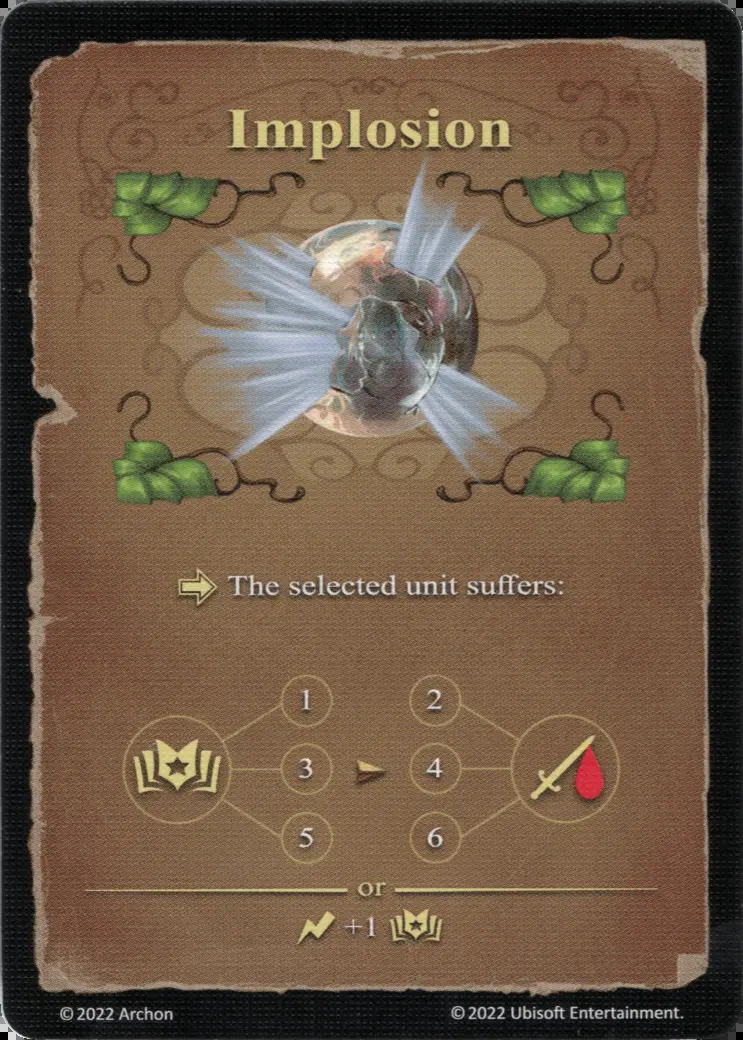 Implosion
The selected unit suffers:
1 2
3 4
5 6
or
+1
© 2022 Archon © 2022 Ubisoft Entertainment.